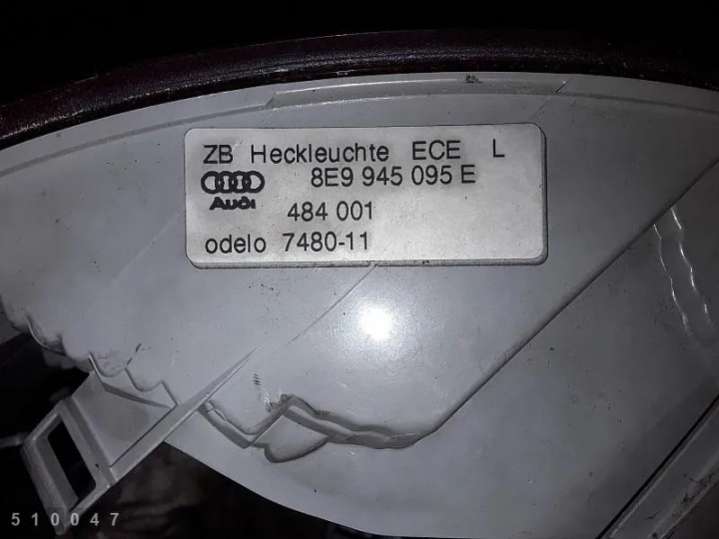 ZB Heckleuchte ECE L
8E9 945 095 E
Audi
484 001
odelo 7480-11
510047